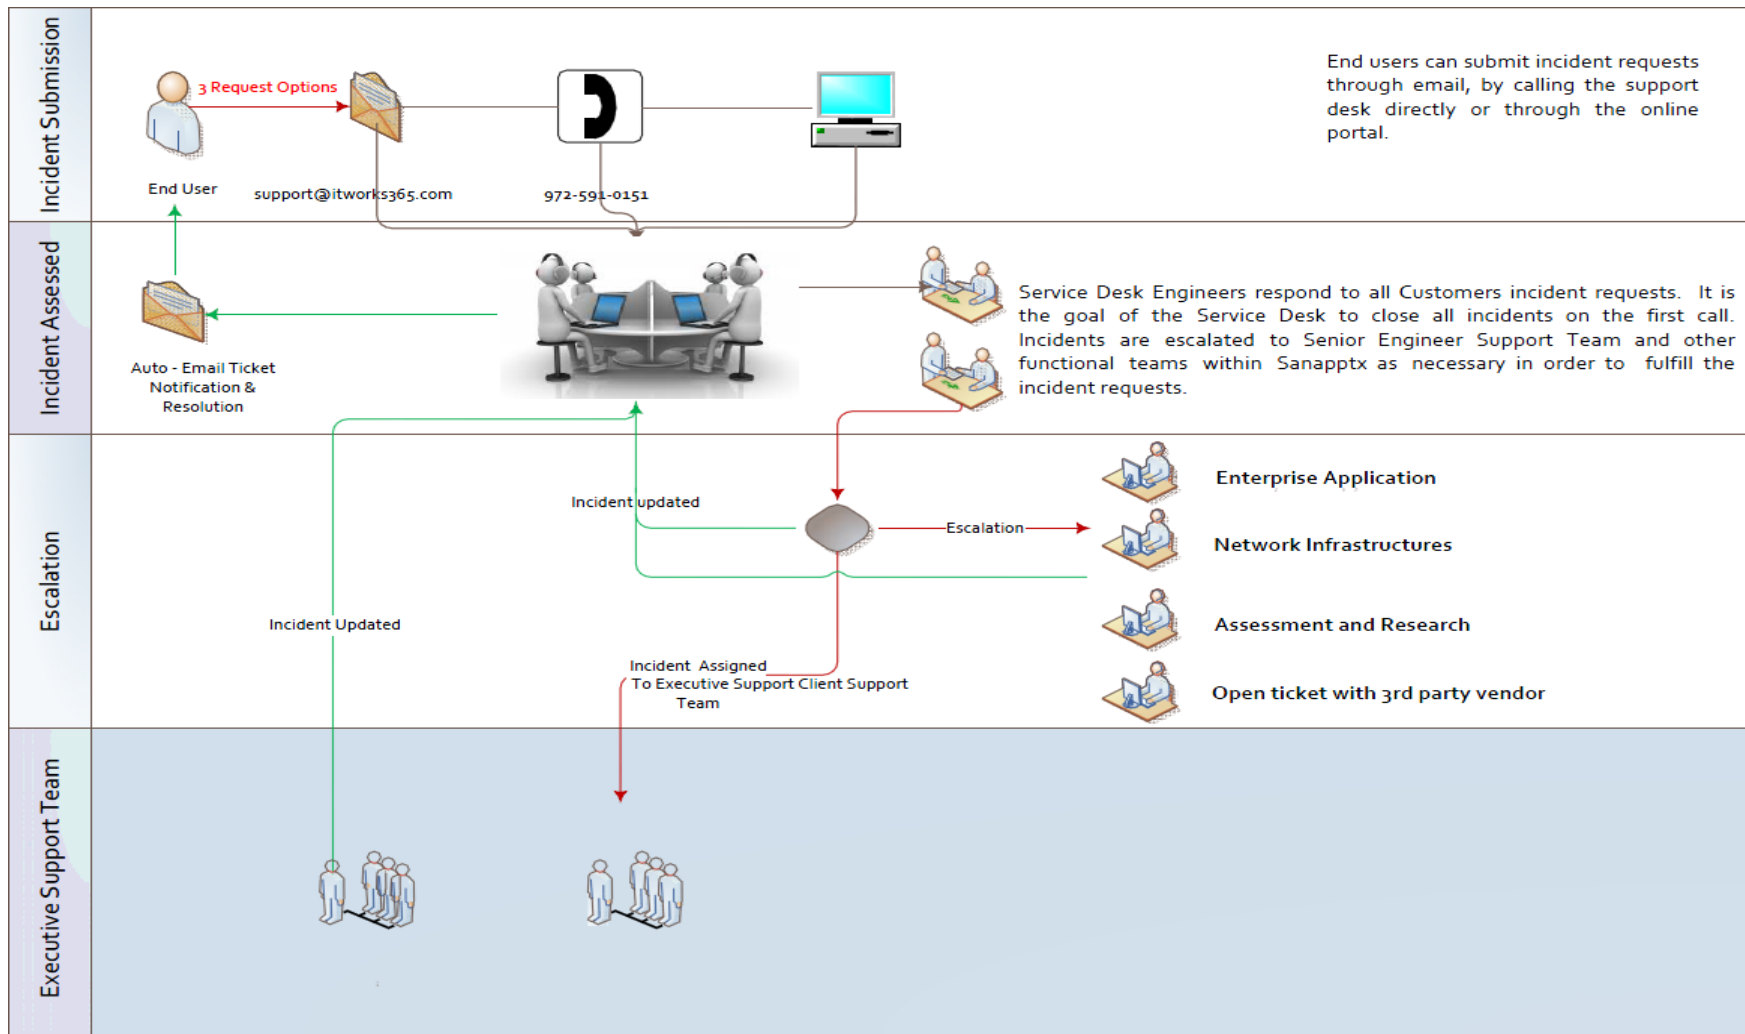 Incident Submission
3 Request Options
End User
support@itworks365.com
972-591-0151
End users can submit incident requests
through email, by calling the support
desk directly or through the online
portal.
Incident Assessed
Auto - Email Ticket
Notification &
Resolution
Service Desk Engineers respond to all Customers incident requests. It is
the goal of the Service Desk to close all incidents on the first call.
Incidents are escalated to Senior Engineer Support Team and other
functional teams within Sanapptx as necessary in order to fulfill the
incident requests.
Escalation
Incident updated
Escalation
Enterprise Application
Network Infrastructures
Assessment and Research
Open ticket with 3rd party vendor
Incident Updated
Incident Assigned
To Executive Support Client Support
Team
Executive Support Team